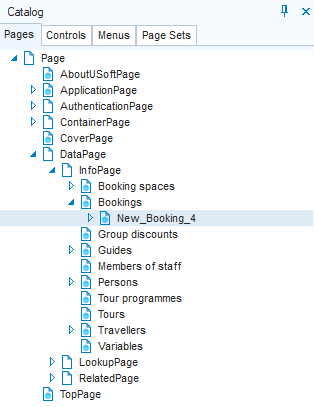 Catalog
Pages Controls Menus Page Sets
Page
AboutUSoftPage
ApplicationPage
AuthenticationPage
ContainerPage
CoverPage
DataPage
InfoPage
Booking spaces
Bookings
New_Booking_4
Group discounts
Guides
Members of staff
Persons
Tour programmes
Tours
Travellers
Variables
LookupPage
RelatedPage
TopPage